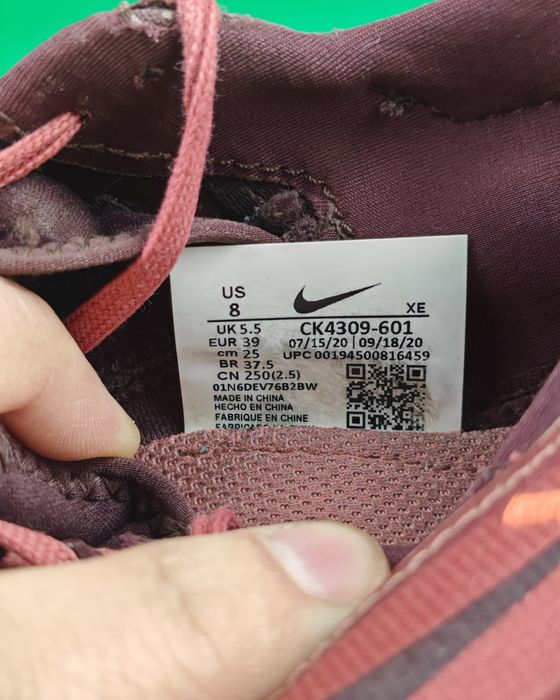 US
8
XE
UK 5.5 CK4309-601
EUR 39 07/15/20 | 09/18/20
cm 25 UPC 00194500816459
BR 37.5
CN 250(2.5)
01N6DEV76B2BW
MADE IN CHINA
HECHO EN CHINA
FABRIQUE EN CHINE